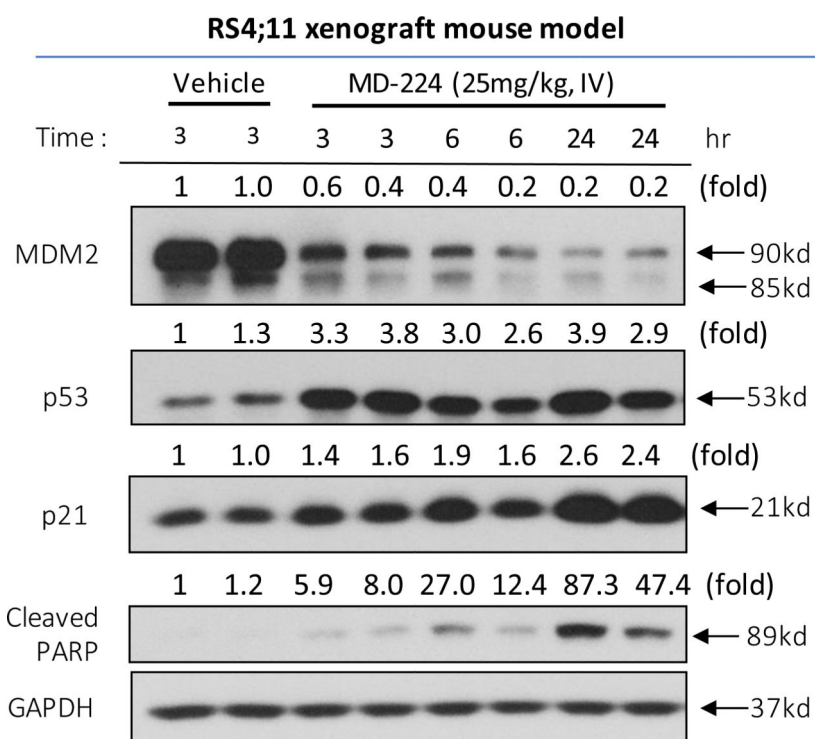 RS4;11 xenograft mouse model
Vehicle MD-224 (25mg/kg, IV)
Time : 3 3 3 3 6 6 24 24 hr
1 1.0 0.6 0.4 0.4 0.2 0.2 0.2 (fold)
MDM2 90kd
85kd
1 1.3 3.3 3.8 3.0 2.6 3.9 2.9 (fold)
p53 53kd
1 1.0 1.4 1.6 1.9 1.6 2.6 2.4 (fold)
p21 21kd
1 1.2 5.9 8.0 27.0 12.4 87.3 47.4 (fold)
Cleaved
PARP 89kd
GAPDH 37kd